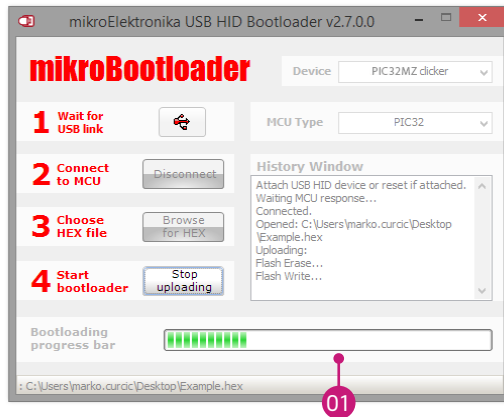 mikroElektronika USB HID Bootloader v2.7.0.0
mikroBootloader
Device
PIC32MZ clicker
1 Wait for
USB link
MCU Type
PIC32
2 Connect
to MCU
Disconnect
3 Choose
HEX file
Browse
for HEX
4 Start
bootloader
Stop
uploading
History Window
Attach USB HID device or reset if attached.
Waiting MCU response...
Connected.
Opened: C:\Users\marko.curcic\Desktop
\Example.hex
Uploading:
Flash Erase...
Flash Write...
Bootloading
progress bar
: C:\Users\marko.curcic\Desktop\Example.hex
01